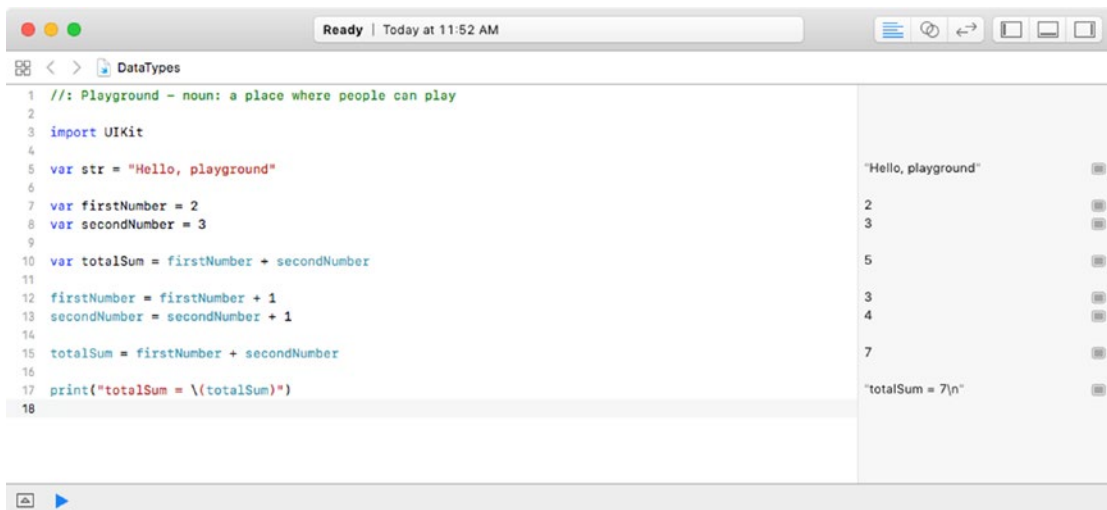 Ready | Today at 11:52 AM
DataTypes
1 //: Playground – noun: a place where people can play
2
3 import UIKit
4
5 var str = "Hello, playground" "Hello, playground"
6
7 var firstNumber = 2 2
8 var secondNumber = 3 3
9
10 var totalSum = firstNumber + secondNumber 5
11
12 firstNumber = firstNumber + 1 3
13 secondNumber = secondNumber + 1 4
14
15 totalSum = firstNumber + secondNumber 7
16
17 print("totalSum = \(totalSum)") "totalSum = 7\n"
18